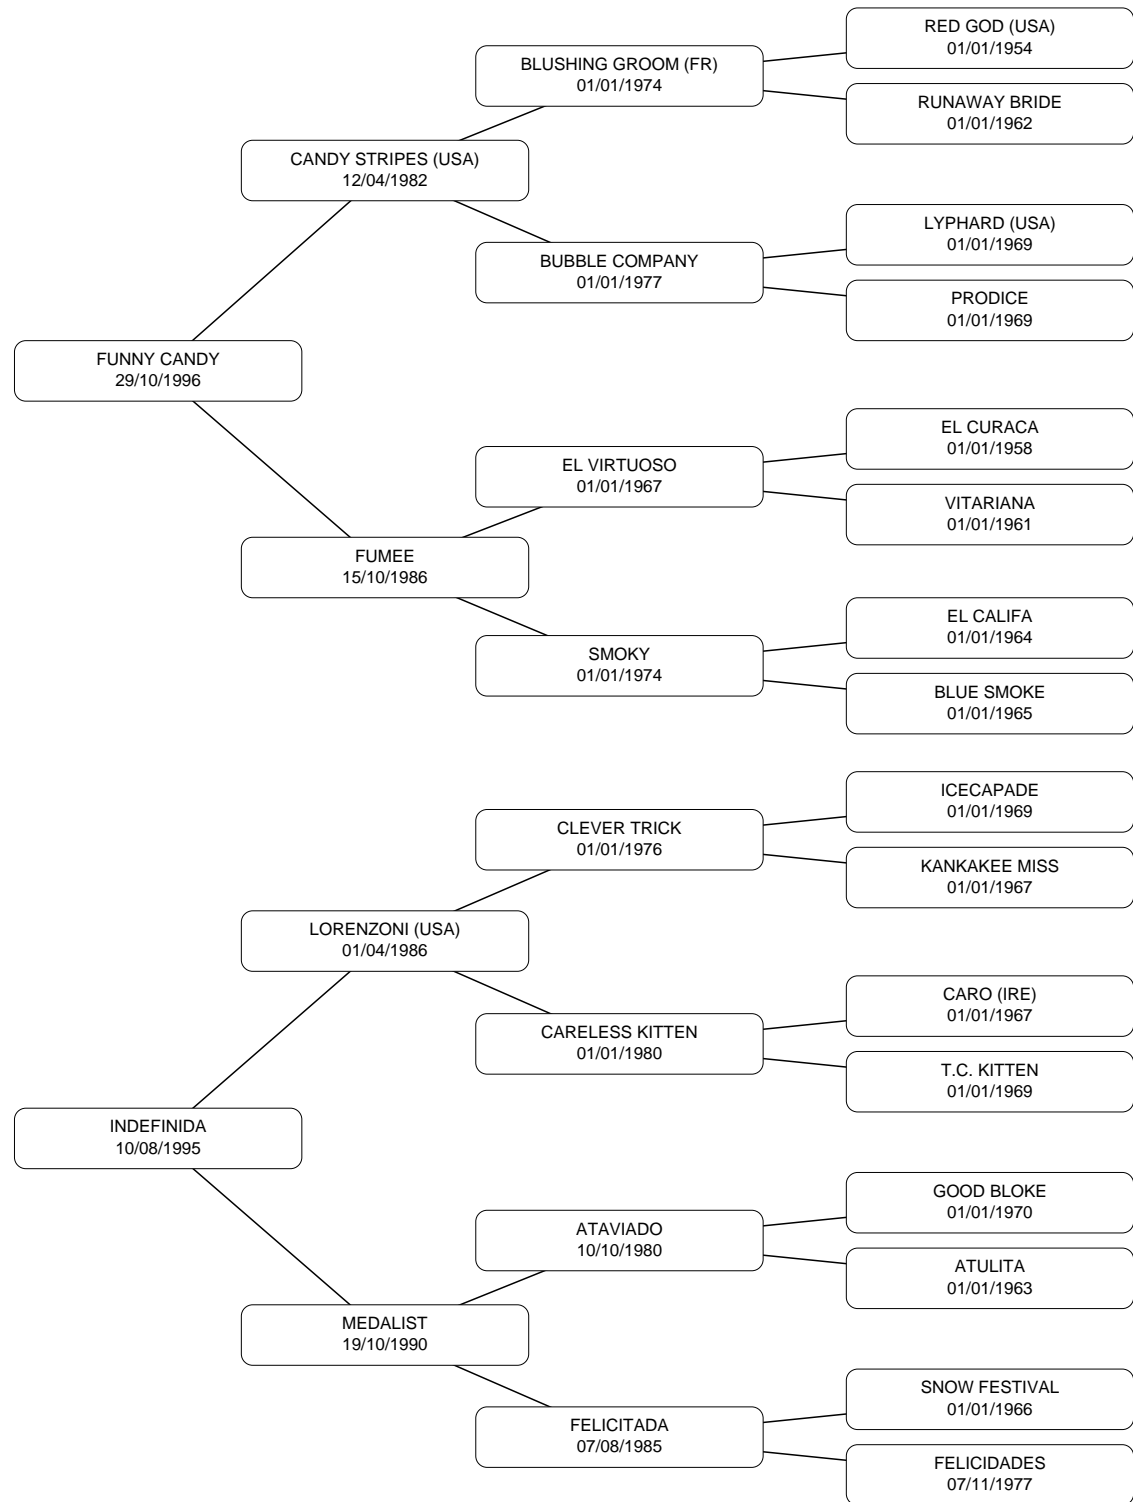 RED GOD (USA)
01/01/1954
BLUSHING GROOM (FR)
01/01/1974
RUNAWAY BRIDE
01/01/1962
CANDY STRIPES (USA)
12/04/1982
LYPHARD (USA)
01/01/1969
BUBBLE COMPANY
01/01/1977
PRODICE
01/01/1969
FUNNY CANDY
29/10/1996
EL CURACA
01/01/1958
EL VIRTUOSO
01/01/1967
VITARIANA
01/01/1961
FUMEE
15/10/1986
EL CALIFA
01/01/1964
SMOKY
01/01/1974
BLUE SMOKE
01/01/1965
ICECAPADE
01/01/1969
CLEVER TRICK
01/01/1976
KANKAKEE MISS
01/01/1967
LORENZONI (USA)
01/04/1986
CARO (IRE)
01/01/1967
CARELESS KITTEN
01/01/1980
T.C. KITTEN
01/01/1969
INDEFINIDA
10/08/1995
GOOD BLOKE
01/01/1970
ATAVIADO
10/10/1980
ATULITA
01/01/1963
MEDALIST
19/10/1990
SNOW FESTIVAL
01/01/1966
FELICITADA
07/08/1985
FELICIDADES
07/11/1977